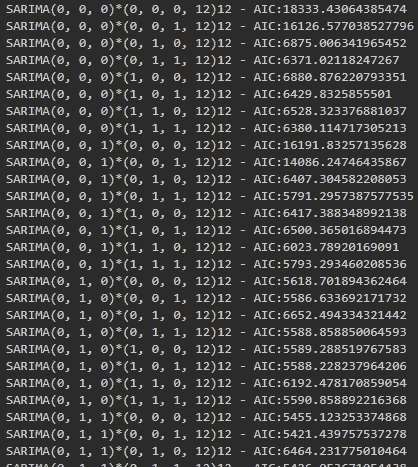 SARIMA(0, 0, 0)*(0, 0, 0, 12)12 - AIC:18333.43064385474
SARIMA(0, 0, 0)*(0, 0, 1, 12)12 - AIC:16126.577038527796
SARIMA(0, 0, 0)*(0, 1, 0, 12)12 - AIC:6875.006341965452
SARIMA(0, 0, 0)*(0, 1, 1, 12)12 - AIC:6371.02118247267
SARIMA(0, 0, 0)*(1, 0, 0, 12)12 - AIC:6880.876220793351
SARIMA(0, 0, 0)*(1, 0, 1, 12)12 - AIC:6429.8325855501
SARIMA(0, 0, 0)*(1, 1, 0, 12)12 - AIC:6528.323376881037
SARIMA(0, 0, 0)*(1, 1, 1, 12)12 - AIC:6380.114717305213
SARIMA(0, 0, 1)*(0, 0, 0, 12)12 - AIC:16191.83257135628
SARIMA(0, 0, 1)*(0, 0, 1, 12)12 - AIC:14086.24746435867
SARIMA(0, 0, 1)*(0, 1, 0, 12)12 - AIC:6407.304582208053
SARIMA(0, 0, 1)*(0, 1, 1, 12)12 - AIC:5791.2957387577535
SARIMA(0, 0, 1)*(1, 0, 0, 12)12 - AIC:6417.388348992138
SARIMA(0, 0, 1)*(1, 0, 1, 12)12 - AIC:6500.365016894473
SARIMA(0, 0, 1)*(1, 1, 0, 12)12 - AIC:6023.78920169091
SARIMA(0, 0, 1)*(1, 1, 1, 12)12 - AIC:5793.293460208536
SARIMA(0, 1, 0)*(0, 0, 0, 12)12 - AIC:5618.701894362464
SARIMA(0, 1, 0)*(0, 0, 1, 12)12 - AIC:5586.633692171732
SARIMA(0, 1, 0)*(0, 1, 0, 12)12 - AIC:6652.494334321442
SARIMA(0, 1, 0)*(0, 1, 1, 12)12 - AIC:5588.858850064593
SARIMA(0, 1, 0)*(1, 0, 0, 12)12 - AIC:5589.288519767583
SARIMA(0, 1, 0)*(1, 0, 1, 12)12 - AIC:5588.228237964206
SARIMA(0, 1, 0)*(1, 1, 0, 12)12 - AIC:6192.478170859054
SARIMA(0, 1, 0)*(1, 1, 1, 12)12 - AIC:5590.858892216368
SARIMA(0, 1, 1)*(0, 0, 0, 12)12 - AIC:5455.123253374868
SARIMA(0, 1, 1)*(0, 0, 1, 12)12 - AIC:5421.439757537278
SARIMA(0, 1, 1)*(0, 1, 0, 12)12 - AIC:6464.231775010464